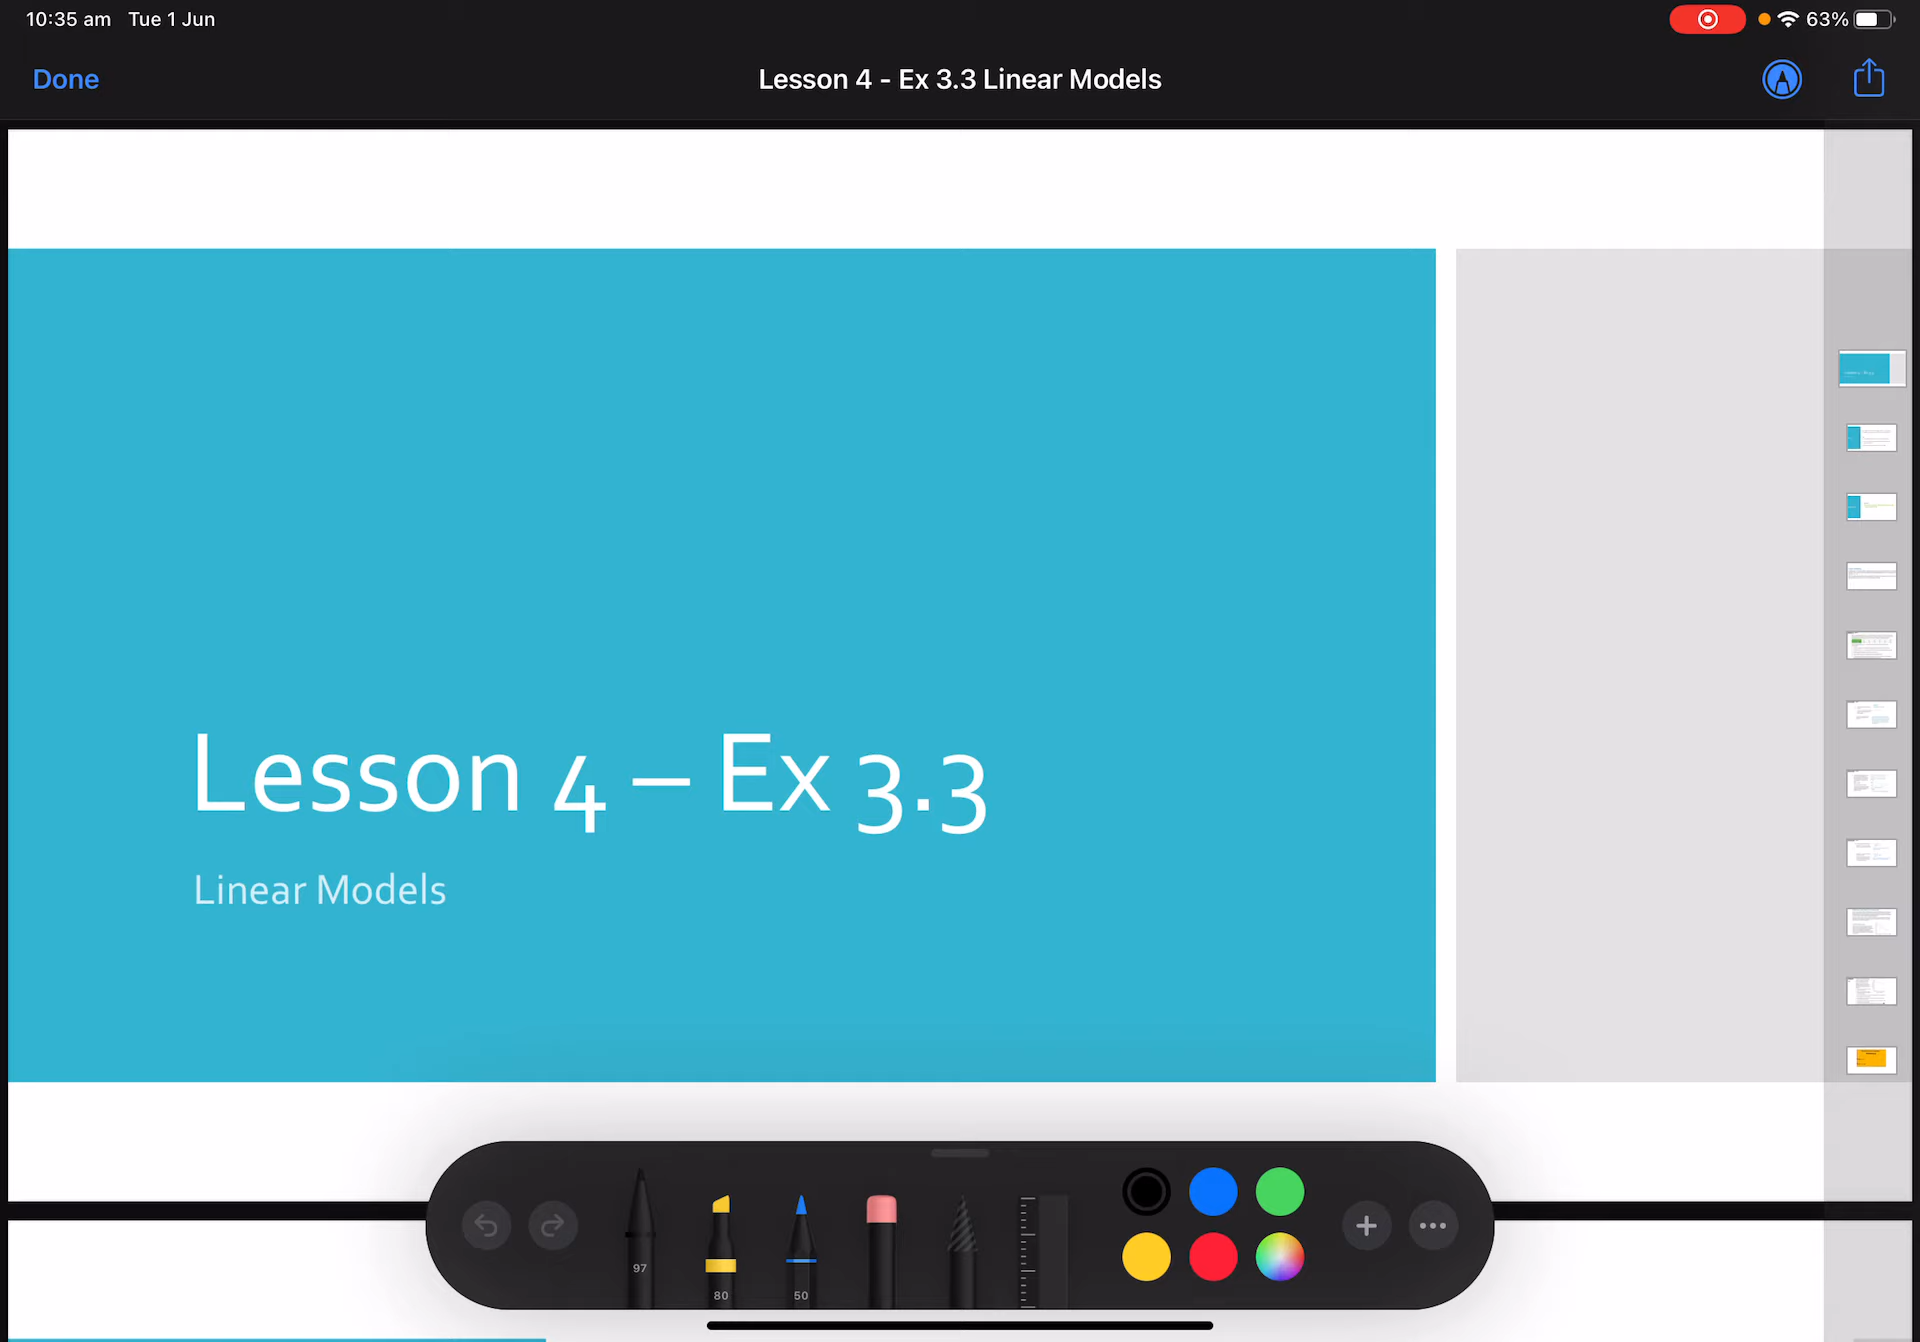 10:35 am Tue 1 Jun
63%
Done
Lesson 4 - Ex 3.3 Linear Models
Lesson 4 – Ex 3.3
Linear Models
97
80
50